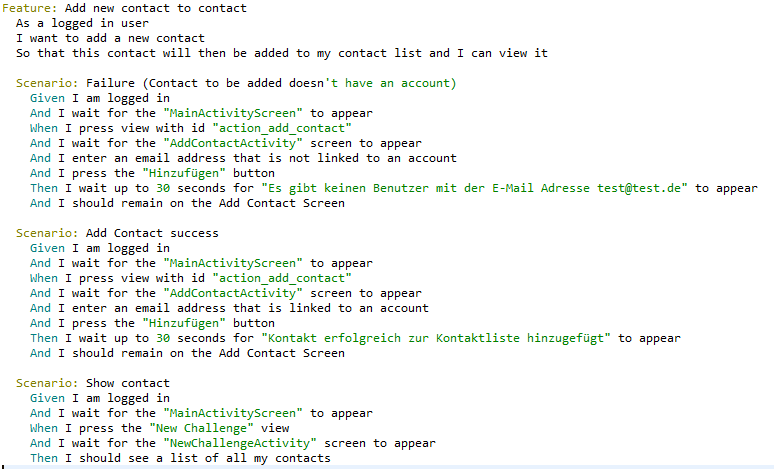 Feature: Add new contact to contact
As a logged in user
I want to add a new contact
So that this contact will then be added to my contact list and I can view it
Scenario: Failure (Contact to be added doesn't have an account)
Given I am logged in
And I wait for the "MainActivityScreen" to appear
When I press view with id "action_add_contact"
And I wait for the "AddContactActivity" screen to appear
And I enter an email address that is not linked to an account
And I press the "Hinzufügen" button
Then I wait up to 30 seconds for "Es gibt keinen Benutzer mit der E-Mail Adresse test@test.de" to appear
And I should remain on the Add Contact Screen
Scenario: Add Contact success
Given I am logged in
And I wait for the "MainActivityScreen" to appear
When I press view with id "action_add_contact"
And I wait for the "AddContactActivity" screen to appear
And I enter an email address that is linked to an account
And I press the "Hinzufügen" button
Then I wait up to 30 seconds for "Kontakt erfolgreich zur Kontaktliste hinzugefügt" to appear
And I should remain on the Add Contact Screen
Scenario: Show contact
Given I am logged in
And I wait for the "MainActivityScreen" to appear
When I press the "New Challenge" view
And I wait for the "NewChallengeActivity" screen to appear
Then I should see a list of all my contacts